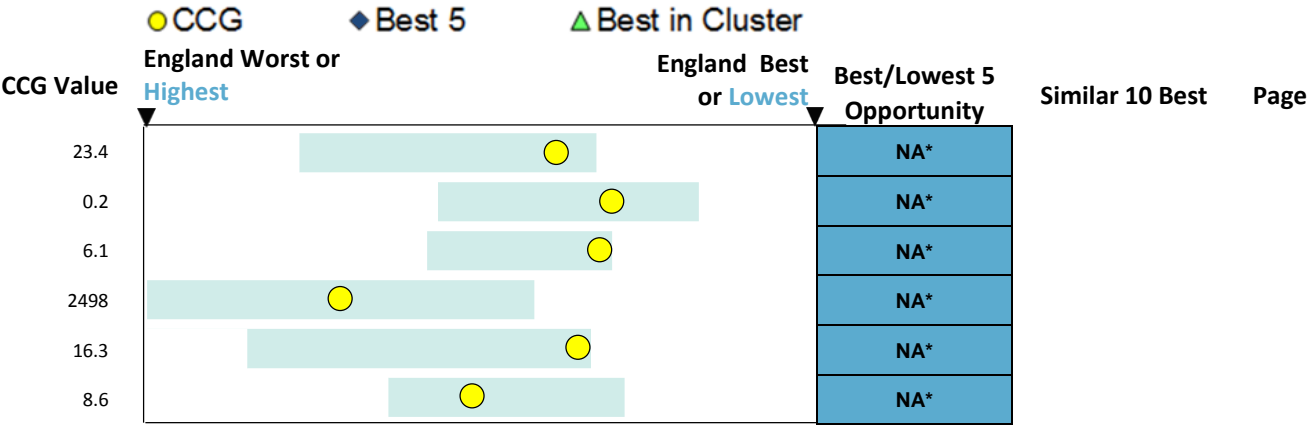 CCG Best 5 Best in Cluster
CCG Value
England Worst or
Highest
England Best
or Lowest
Best/Lowest 5
Opportunity
Similar 10 Best
Page
23.4 NA*
0.2 NA*
6.1 NA*
2498 NA*
16.3 NA*
8.6 NA*